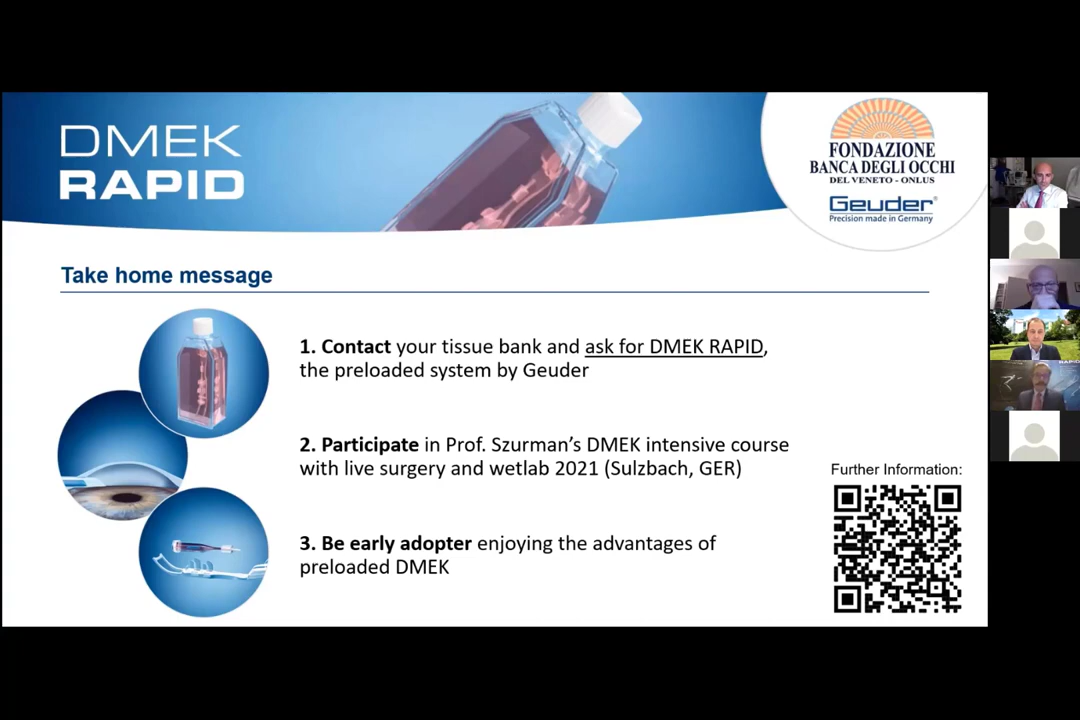 DMEK
RAPID
FONDAZIONE
BANCA DEGLI OCCHI
DEL VENETO - ONLUS
Geuder®
Precision made in Germany
Take home message
1. Contact your tissue bank and ask for DMEK RAPID,
the preloaded system by Geuder
2. Participate in Prof. Szurman’s DMEK intensive course
with live surgery and wetlab 2021 (Sulzbach, GER)
3. Be early adopter enjoying the advantages of
preloaded DMEK
Further Information:
RAPID